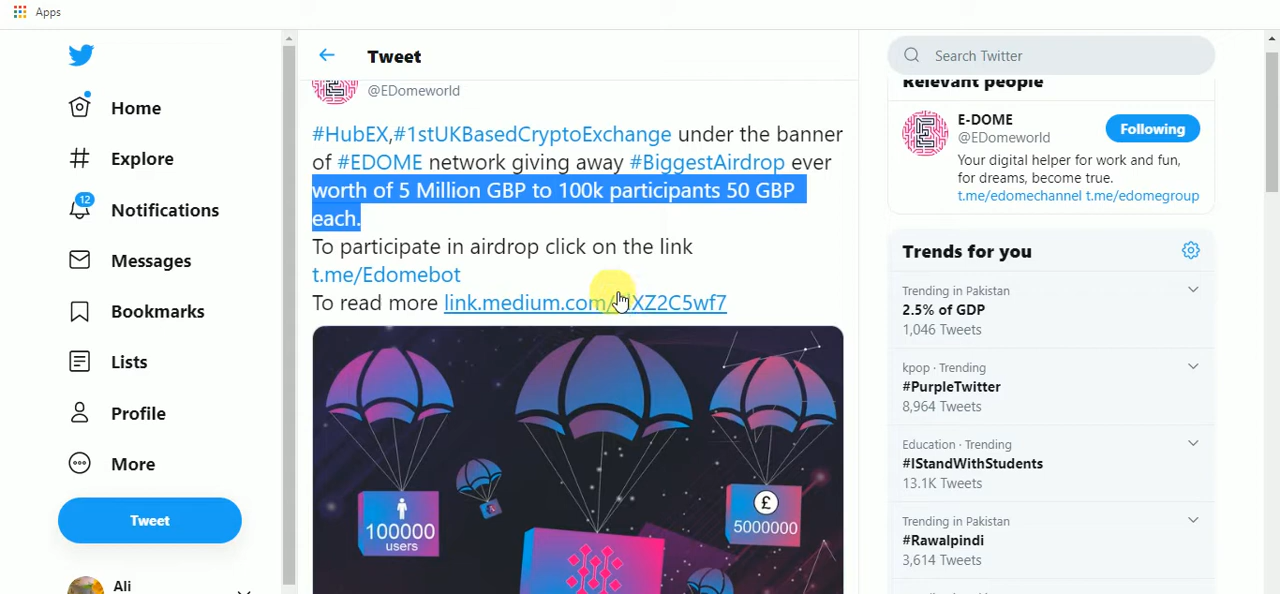 Apps
Home
Explore
12
Notifications
Messages
Bookmarks
Lists
Profile
More
Tweet
Ali
Tweet
@EDomeworld
#HubEX,#1stUKBasedCryptoExchange under the banner
of #EDOME network giving away #BiggestAirdrop ever
worth of 5 Million GBP to 100k participants 50 GBP
each.
To participate in airdrop click on the link
t.me/Edomebot
To read more link.medium.com/ XZ2C5wf7
100000
users
£
5000000
Search Twitter
Relevant people
E-DOME
@EDomeworld
Following
Your digital helper for work and fun,
for dreams, become true.
t.me/edomechannel t.me/edomegroup
Trends for you
Trending in Pakistan
2.5% of GDP
1,046 Tweets
kpop · Trending
#PurpleTwitter
8,964 Tweets
Education · Trending
#IStandWithStudents
13.1K Tweets
Trending in Pakistan
#Rawalpindi
3,614 Tweets